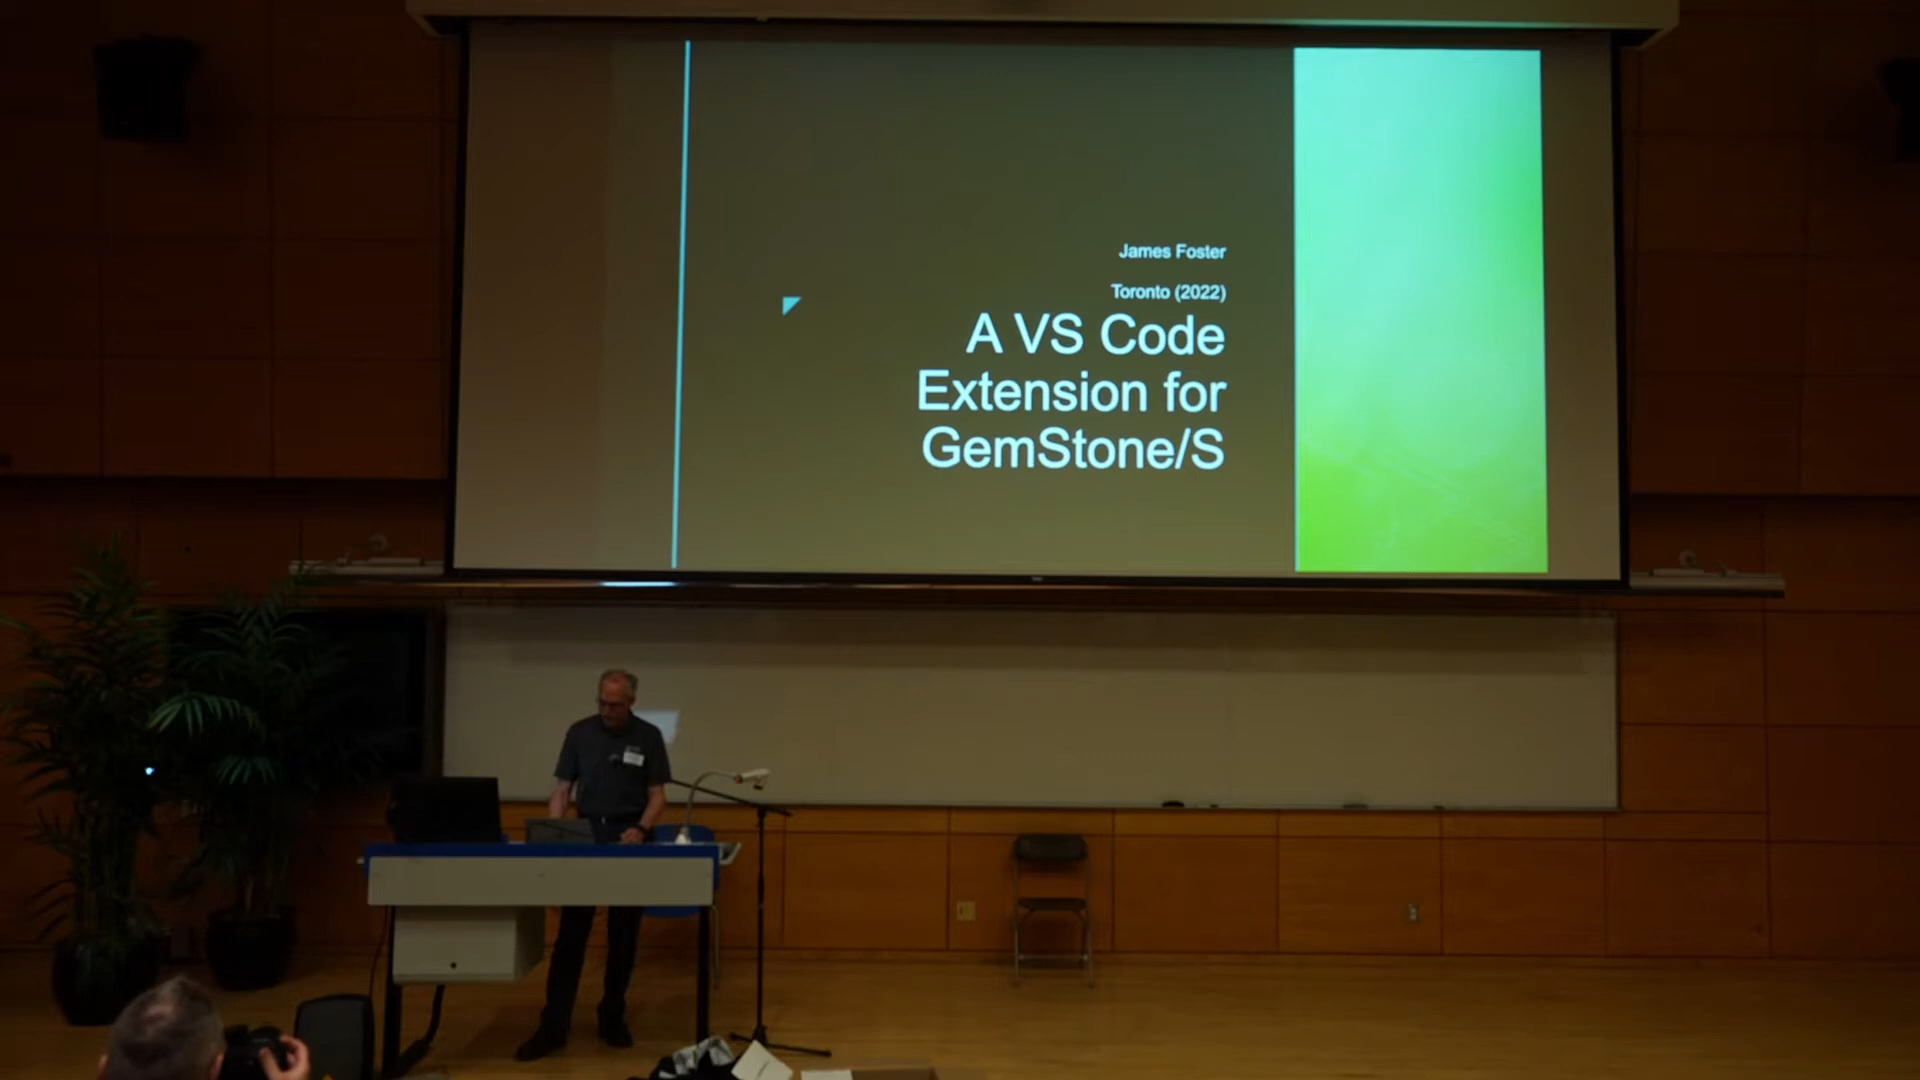 James Foster
Toronto (2022)
A VS Code
Extension for
GemStone/S